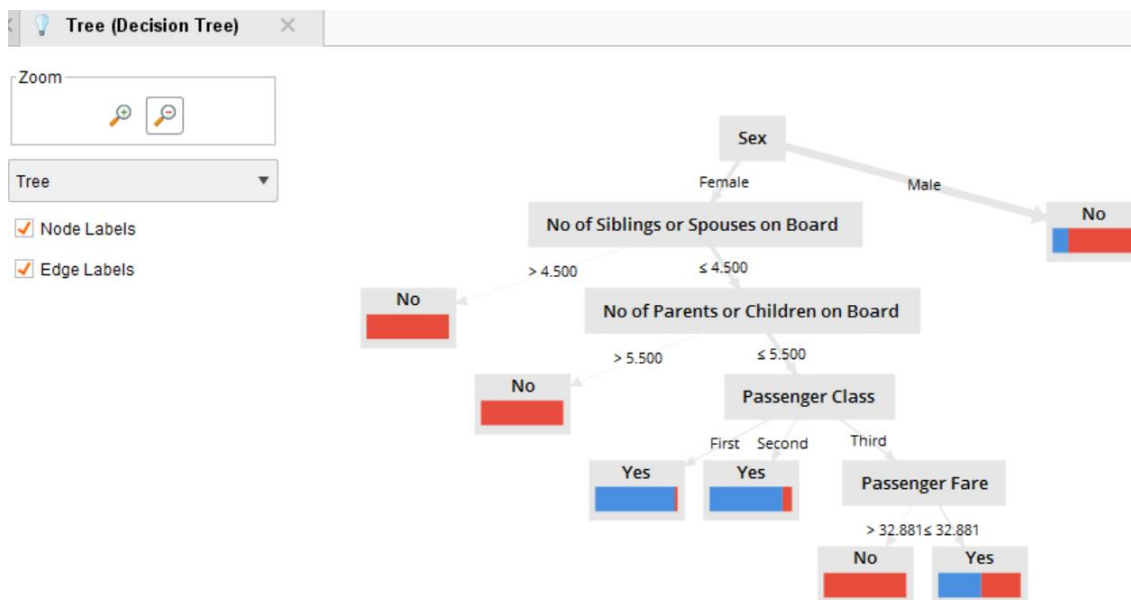 Tree (Decision Tree)
Zoom
Tree
Node Labels
Edge Labels
Sex
Female
Male
No of Siblings or Spouses on Board
No
> 4.500
≤ 4.500
No
No of Parents or Children on Board
> 5.500
≤ 5.500
No
Passenger Class
First
Second
Third
Yes
Yes
Passenger Fare
> 32.881
≤ 32.881
No
Yes